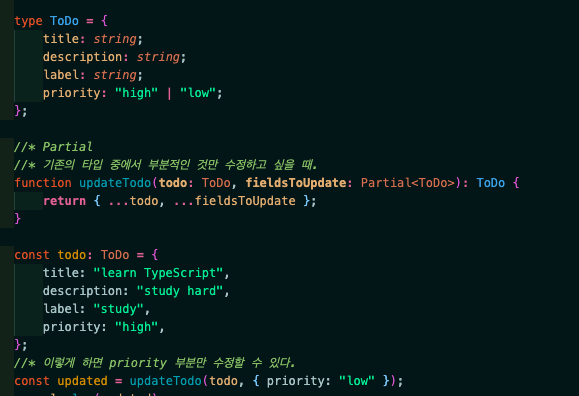 type ToDo = {
    title: string;
    description: string;
    label: string;
    priority: "high" | "low";
};
//* Partial
//* 기존의 타입 중에서 부분적인 것만 수정하고 싶을 때.
function updateTodo(todo: ToDo, fieldsToUpdate: Partial<ToDo>): ToDo {
    return { ...todo, ...fieldsToUpdate };
}
const todo: ToDo = {
    title: "learn TypeScript",
    description: "study hard",
    label: "study",
    priority: "high",
};
//* 이렇게 하면 priority 부분만 수정할 수 있다.
const updated = updateTodo(todo, { priority: "low" });